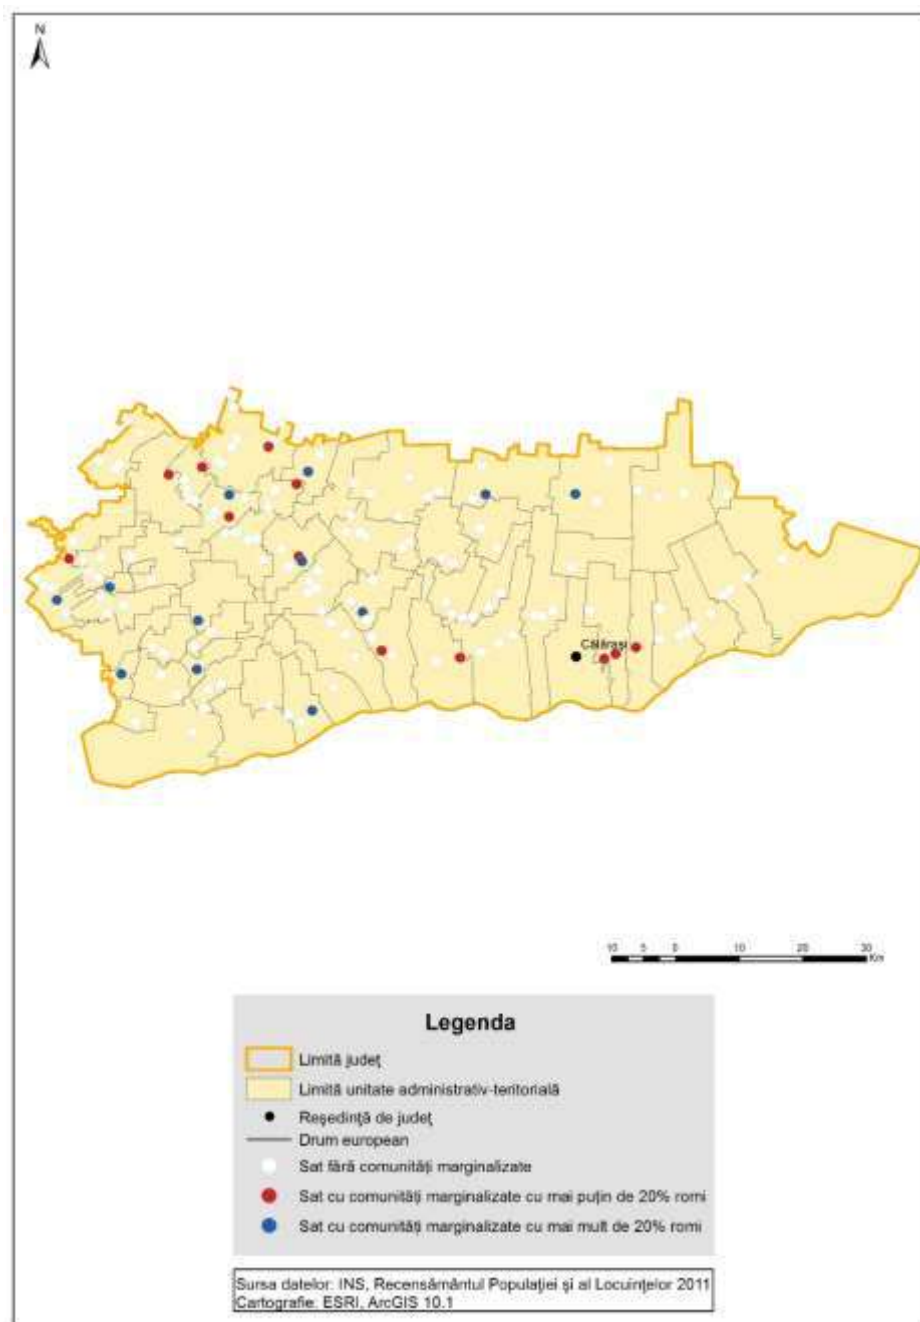 N
Călărași
10 5 0 10 20 30
Km
Legenda
Limită județ
Limită unitate administrativ-teritorială
Reședință de județ
Drum european
Sat fără comunități marginalizate
Sat cu comunități marginalizate cu mai puțin de 20% romi
Sat cu comunități marginalizate cu mai mult de 20% romi
Sursa datelor: INS, Recensământul Populației și al Locuințelor 2011
Cartografie: ESRI, ArcGIS 10.1